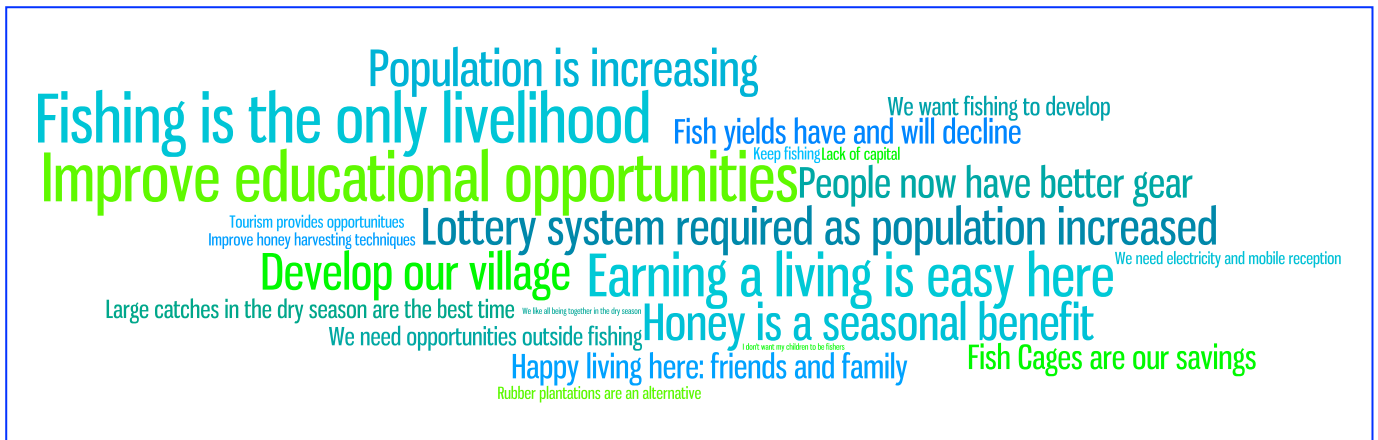 Population is increasing
Fishing is the only livelihood
We want fishing to develop
Fish yields have and will decline
Keep fishing
Lack of capital
Improve educational opportunities
People now have better gear
Tourism provides opportunitues
Lottery system required as population increased
Improve honey harvesting techniques
Develop our village
Earning a living is easy here
We need electricity and mobile reception
Large catches in the dry season are the best time
We like all being together in the dry season
Honey is a seasonal benefit
We need opportunities outside fishing
I don't want my children to be fishers
Happy living here: friends and family
Fish Cages are our savings
Rubber plantations are an alternative